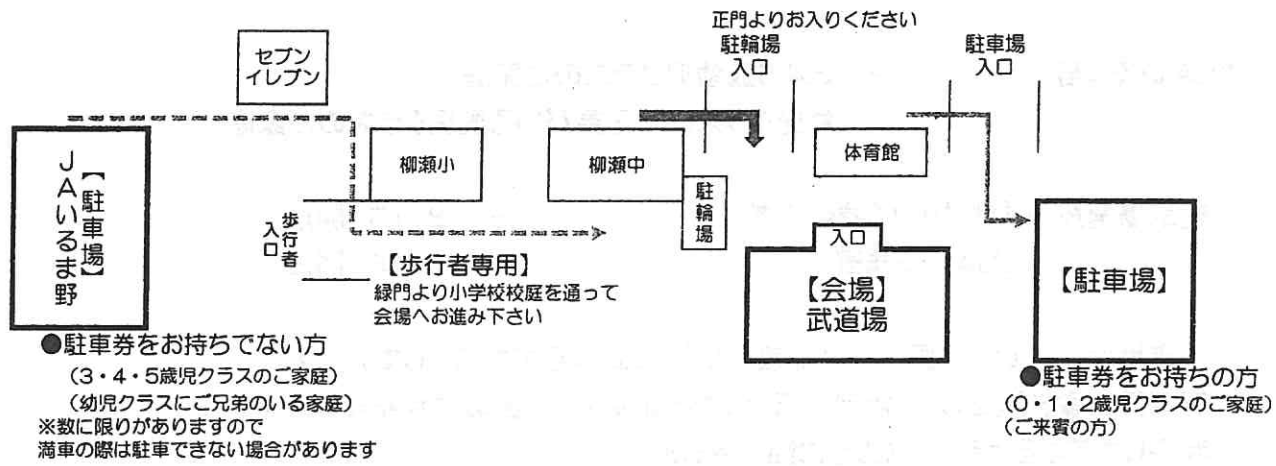 正門よりお入りください
駐輪場
入口
駐車場
入口
セブン
イレブン
【駐車場】
JAいるま野
柳瀬小
柳瀬中
体育館
駐輪場
歩行者
入口
入口
【歩行者専用】
緑門より小学校校庭を通って
会場へお進み下さい
【会場】
武道場
【駐車場】
●駐車券をお持ちでない方
（3・4・5歳児クラスのご家庭）
（幼児クラスにご兄弟のいる家庭）
※数に限りがありますので
満車の際は駐車できない場合があります
●駐車券をお持ちの方
（0・1・2歳児クラスのご家庭）
（ご来賓の方）